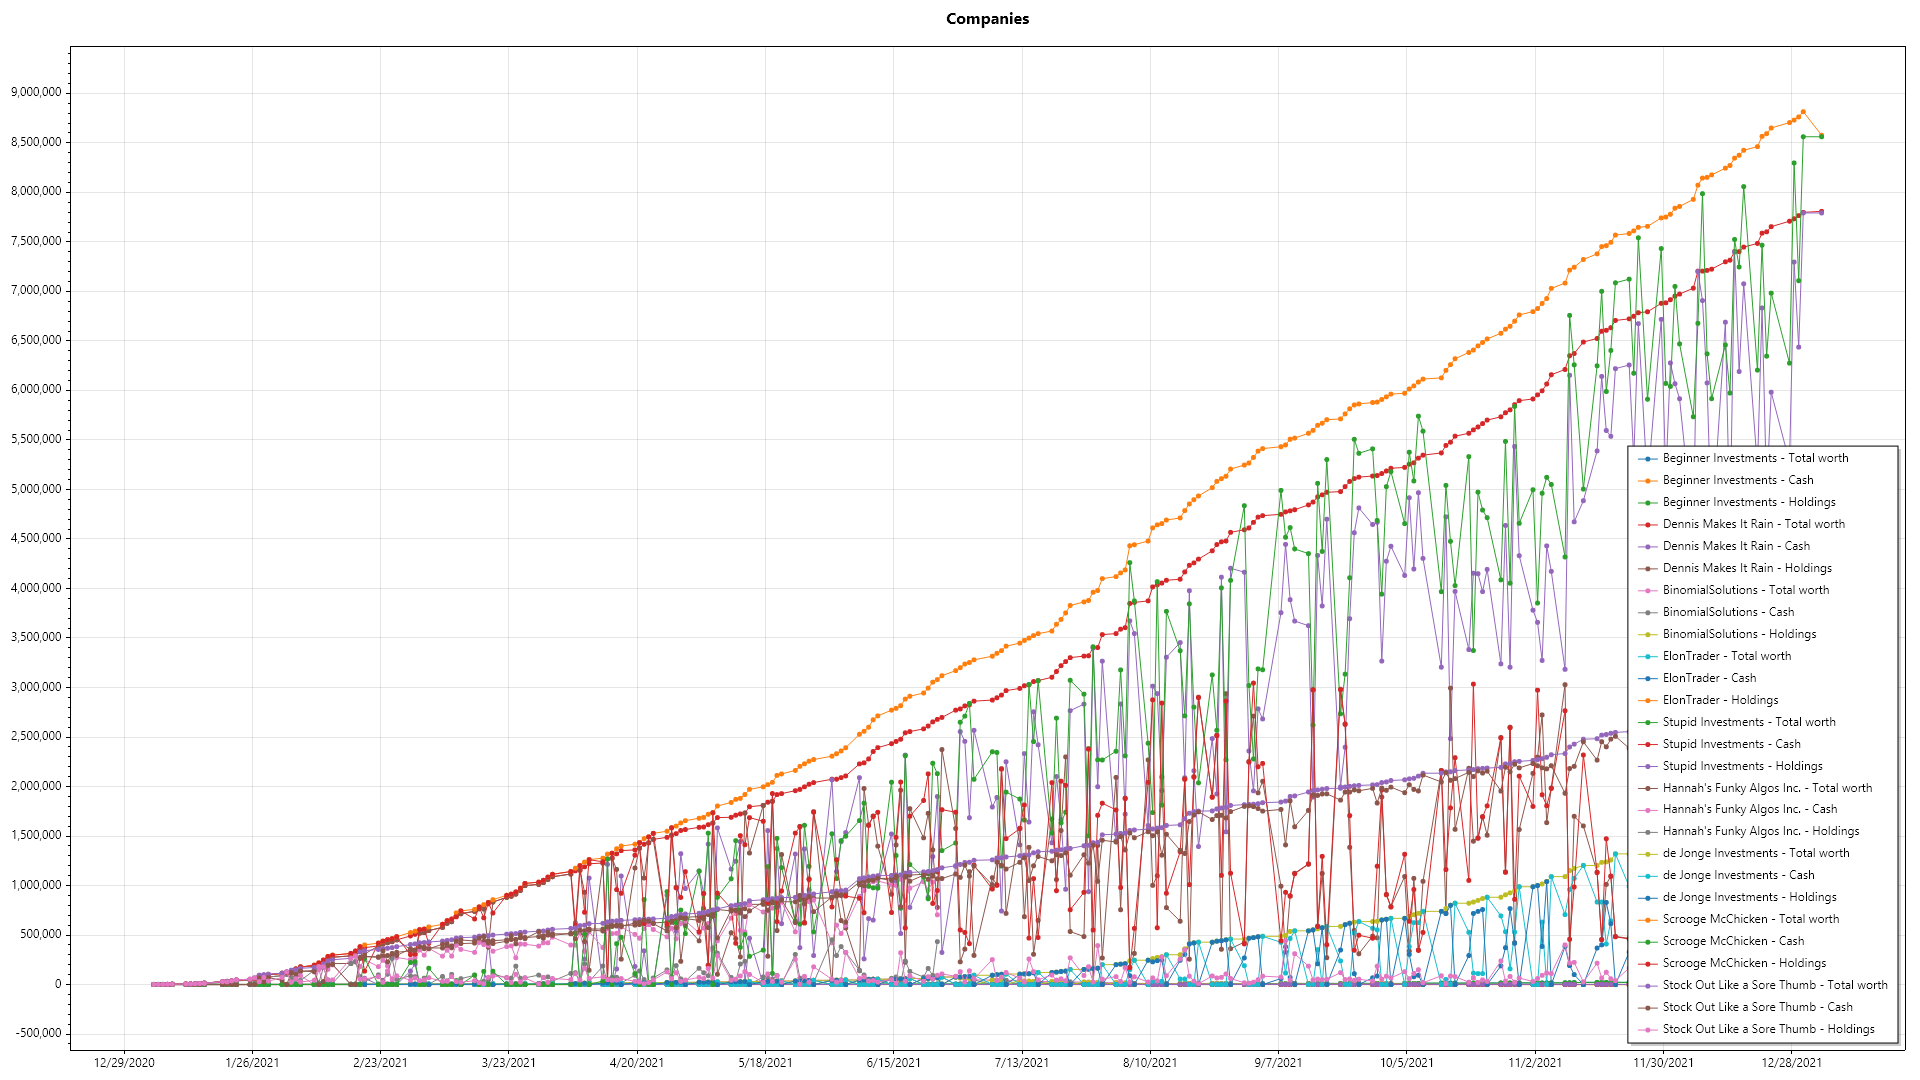 Companies
9,000,000
8,500,000
8,000,000
7,500,000
7,000,000
6,500,000
6,000,000
5,500,000
5,000,000
4,500,000
4,000,000
3,500,000
3,000,000
2,500,000
2,000,000
1,500,000
1,000,000
500,000
0
-500,000
12/29/2020 1/26/2021 2/23/2021 3/23/2021 4/20/2021 5/18/2021 6/15/2021 7/13/2021 8/10/2021 9/7/2021 10/5/2021 11/2/2021 11/30/2021 12/28/2021
Beginner Investments - Total worth
Beginner Investments - Cash
Beginner Investments - Holdings
Dennis Makes It Rain - Total worth
Dennis Makes It Rain - Cash
Dennis Makes It Rain - Holdings
BinomialSolutions - Total worth
BinomialSolutions - Cash
BinomialSolutions - Holdings
ElonTrader - Total worth
ElonTrader - Cash
ElonTrader - Holdings
Stupid Investments - Total worth
Stupid Investments - Cash
Stupid Investments - Holdings
Hannah's Funky Algos Inc. - Total worth
Hannah's Funky Algos Inc. - Cash
Hannah's Funky Algos Inc. - Holdings
de Jonge Investments - Total worth
de Jonge Investments - Cash
de Jonge Investments - Holdings
Scrooge McChicken - Total worth
Scrooge McChicken - Cash
Scrooge McChicken - Holdings
Stock Out Like a Sore Thumb - Total worth
Stock Out Like a Sore Thumb - Cash
Stock Out Like a Sore Thumb - Holdings